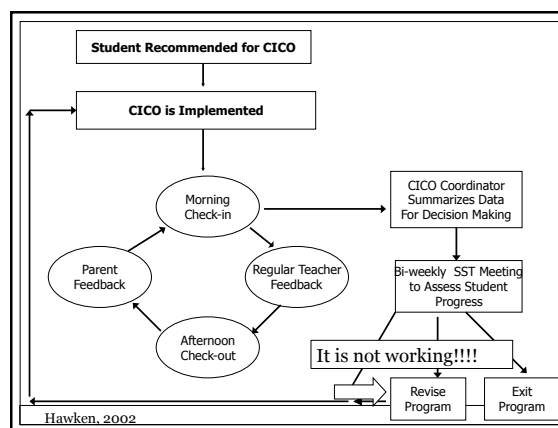 Student Recommended for CICO
CICO is Implemented
Morning
Check-in
CICO Coordinator
Summarizes Data
For Decision Making
Parent
Feedback
Regular Teacher
Feedback
Bi-weekly SST Meeting
to Assess Student
Progress
Afternoon
Check-out
It is not working!!!!
Revise
Program
Exit
Program
Hawken, 2002